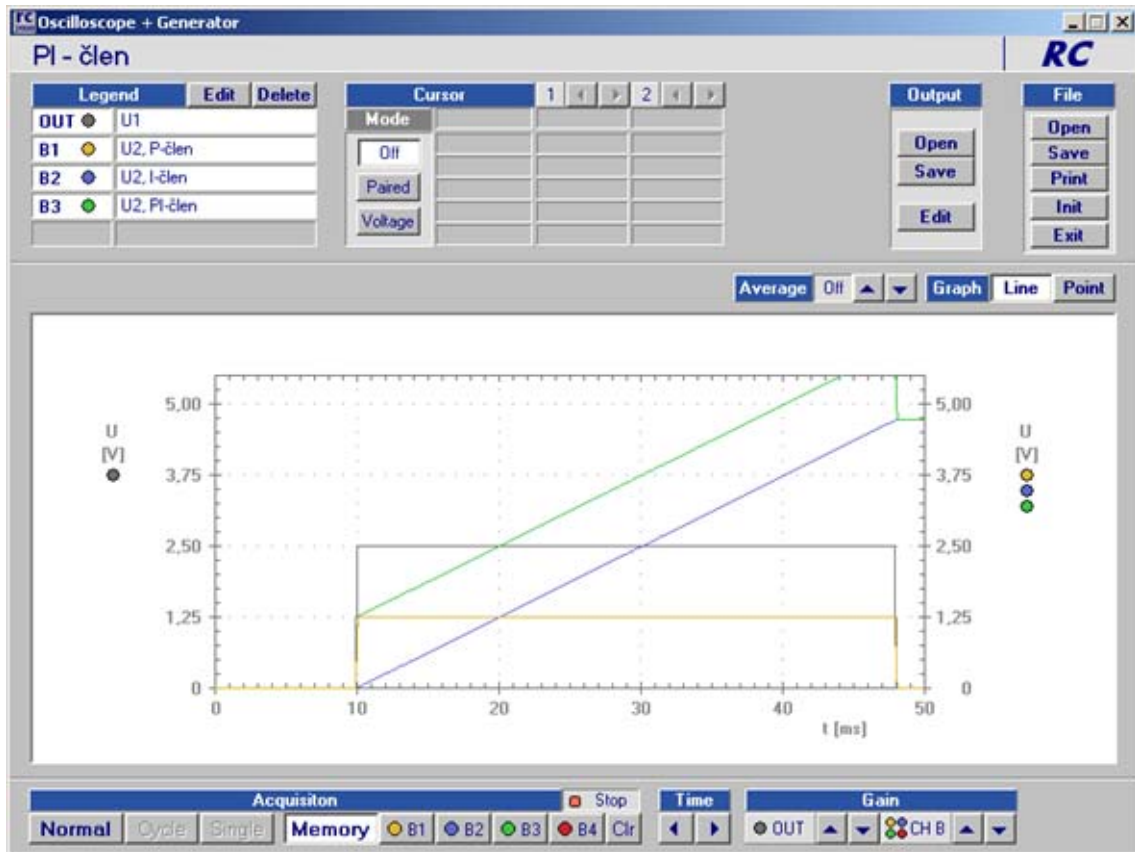 RC Oscilloscope + Generator
PI - člen
RC
Legend Edit Delete
OUT U1
B1 U2, P-člen
B2 U2, I-člen
B3 U2, PI-člen
Cursor 1 2
Mode
Off
Paired
Voltage
Output
Open
Save
Edit
File
Open
Save
Print
Init
Exit
Average Off Graph Line Point
U
[V]
5,00
3,75
2,50
1,25
0
5,00
3,75
2,50
1,25
0
U
[V]
0 10 20 30 40 50
t [ms]
Acquisiton Stop
Normal Cycle Single Memory B1 B2 B3 B4 Clr
Time
Gain
OUT CH B